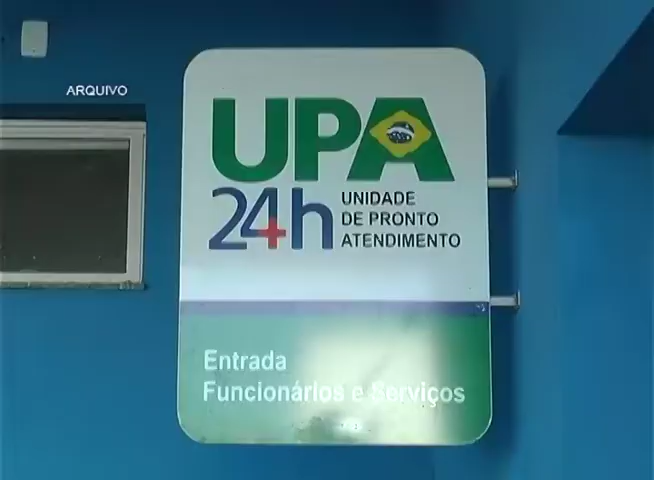 ARQUIVO
UPA
24h
UNIDADE
DE PRONTO
ATENDIMENTO
Entrada
Funcionários e Serviços